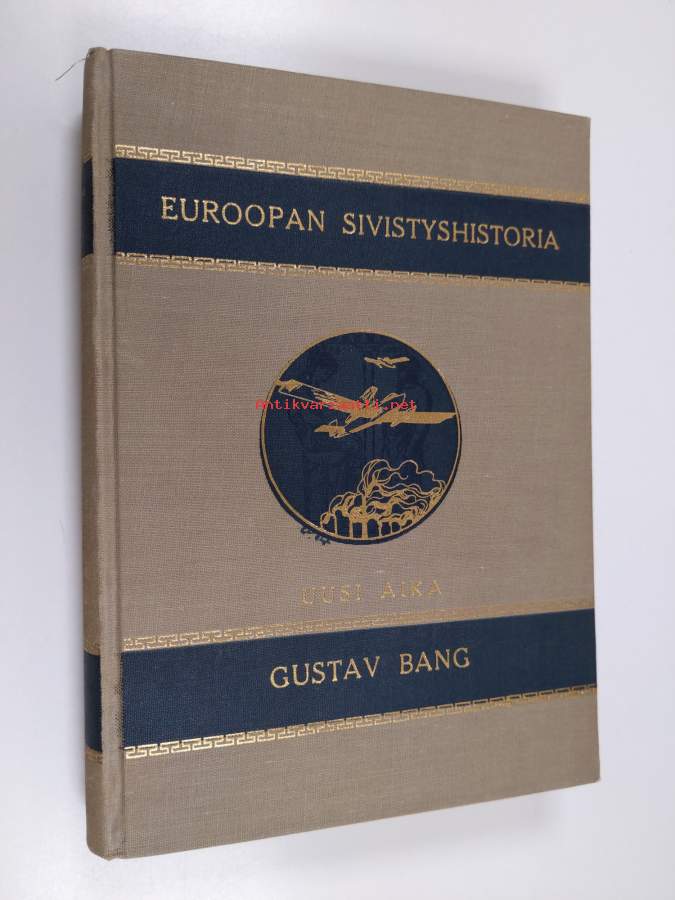 EUROOPAN SIVISTYSHISTORIA
Antikvariaatti.net
UUSI AIKA
GUSTAV BANG